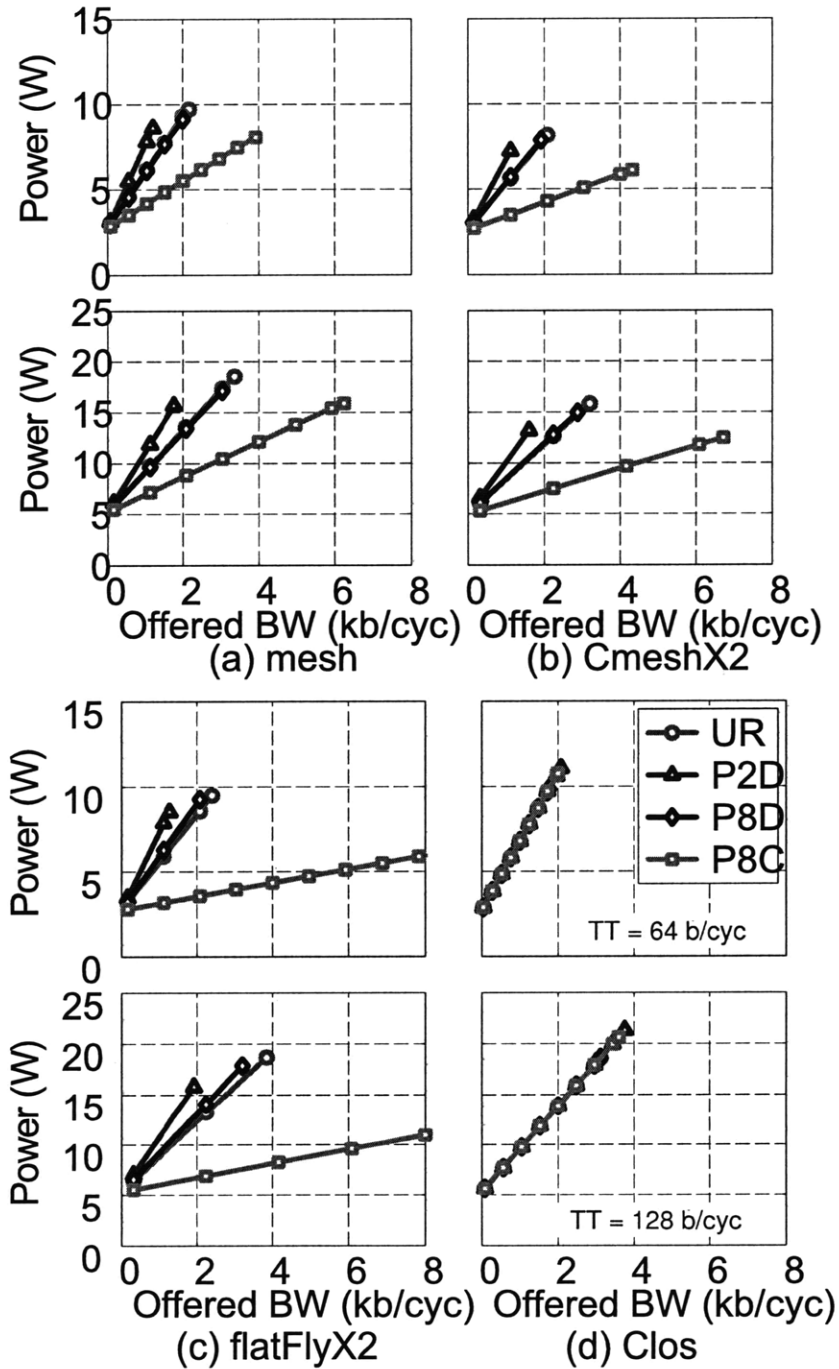 15
10
5
0
Power (W)
25
20
15
10
5
0
Power (W)
0 2 4 6 8 0 2 4 6 8
Offered BW (kb/cyc) Offered BW (kb/cyc)
(a) mesh (b) CmeshX2
15
10
5
0
Power (W)
UR
P2D
P8D
P8C
TT = 64 b/cyc
25
20
15
10
5
0
Power (W)
TT = 128 b/cyc
0 2 4 6 8 0 2 4 6 8
Offered BW (kb/cyc) Offered BW (kb/cyc)
(c) flatFlyX2 (d) Clos